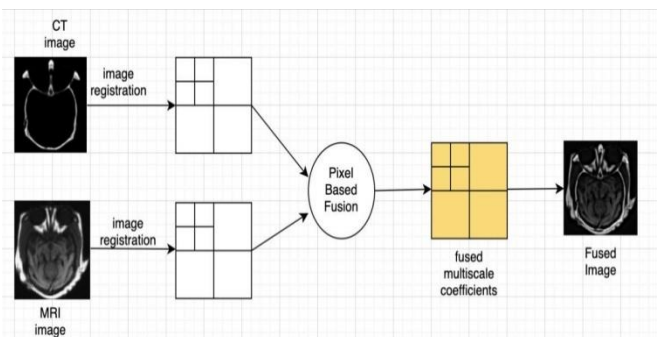 CT
image
image
registration
Pixel
Based
Fusion
image
registration
MRI
image
fused
multiscale
coefficients
Fused
Image